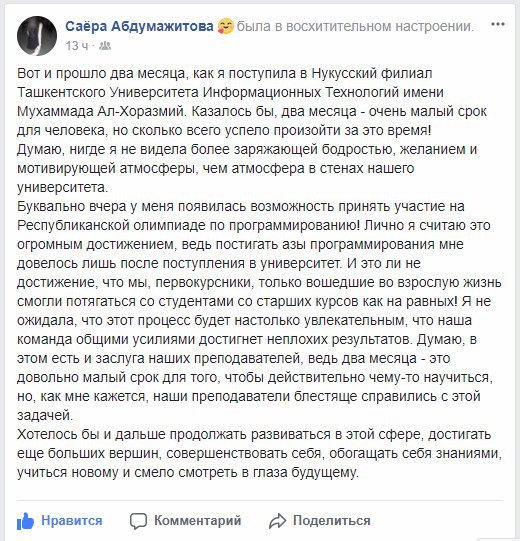 Саёра Абдумажитова была в восхитительном настроении.
13 ч
Вот и прошло два месяца, как я поступила в Нукусский филиал
Ташкентского Университета Информационных Технологий имени
Мухаммада Ал-Хоразмий. Казалось бы, два месяца - очень малый срок
для человека, но сколько всего успело произойти за это время!
Думаю, нигде я не видела более заряжающей бодростью, желанием и
мотивирующей атмосферы, чем атмосфера в стенах нашего
университета.
Буквально вчера у меня появилась возможность принять участие на
Республиканской олимпиаде по программированию! Лично я считаю это
огромным достижением, ведь постигать азы программирования мне
довелось лишь после поступления в университет. И это ли не
достижение, что мы, первокурсники, только вошедшие во взрослую жизнь
смогли потягаться со студентами со старших курсов как на равных! Я не
ожидала, что этот процесс будет настолько увлекательным, что наша
команда общими усилиями достигнет неплохих результатов. Думаю, в
этом есть и заслуга наших преподавателей, ведь два месяца - это
довольно малый срок для того, чтобы действительно чему-то научиться,
но, как мне кажется, наши преподаватели блестяще справились с этой
задачей.
Хотелось бы и дальше продолжать развиваться в этой сфере, достигать
еще больших вершин, совершенствовать себя, обогащать себя знаниями,
учиться новому и смело смотреть в глаза будущему.
Нравится Комментарий Поделиться